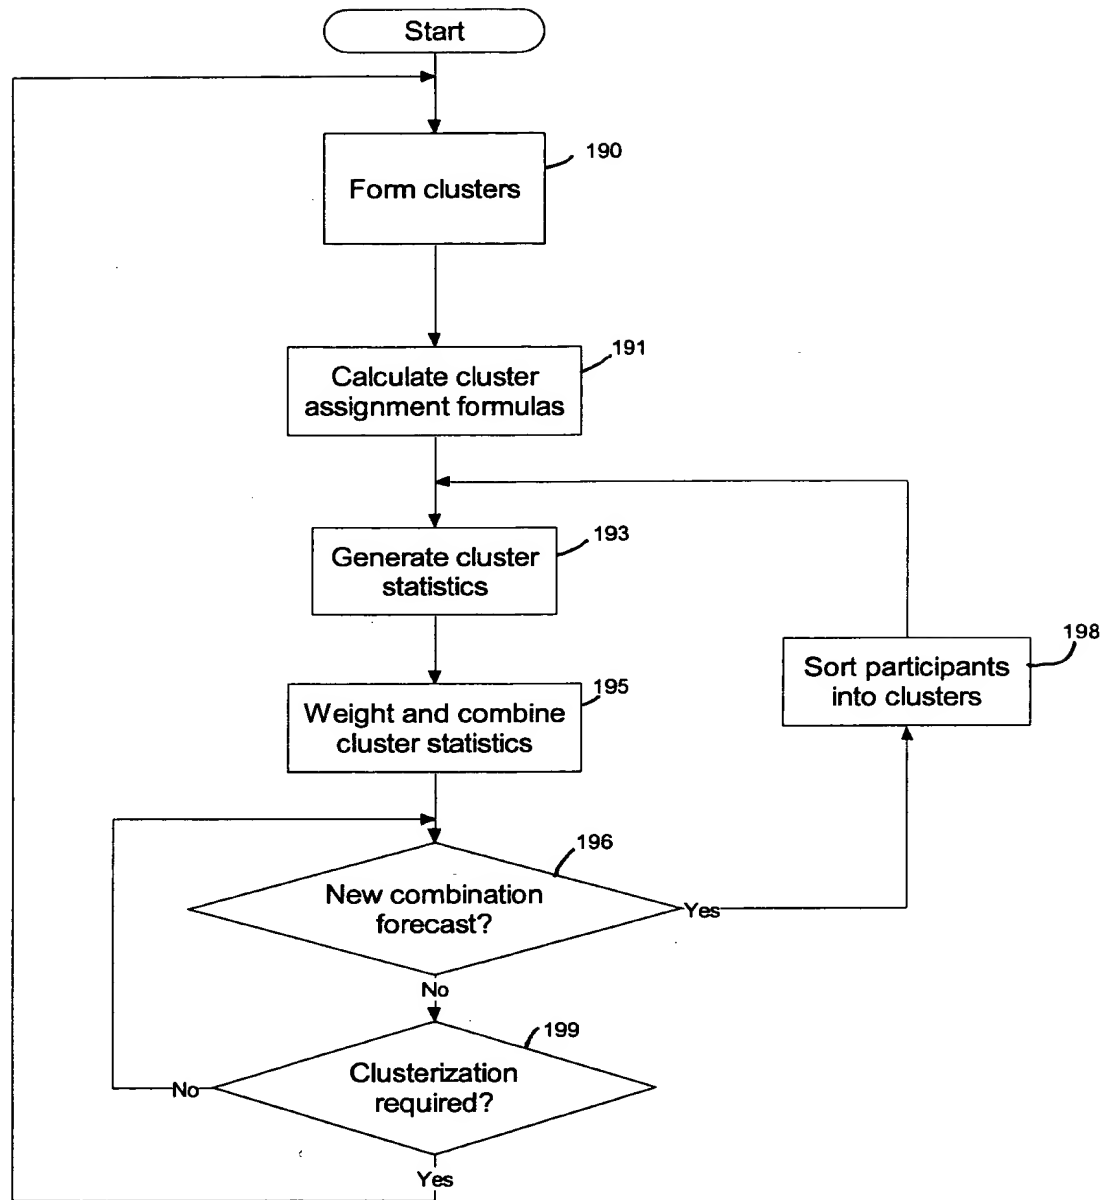 Start
190
Form clusters
191
Calculate cluster
assignment formulas
193
Generate cluster
statistics
198
Sort participants
into clusters
195
Weight and combine
cluster statistics
196
New combination
forecast?
Yes
No
199
Clusterization
required?
No
Yes